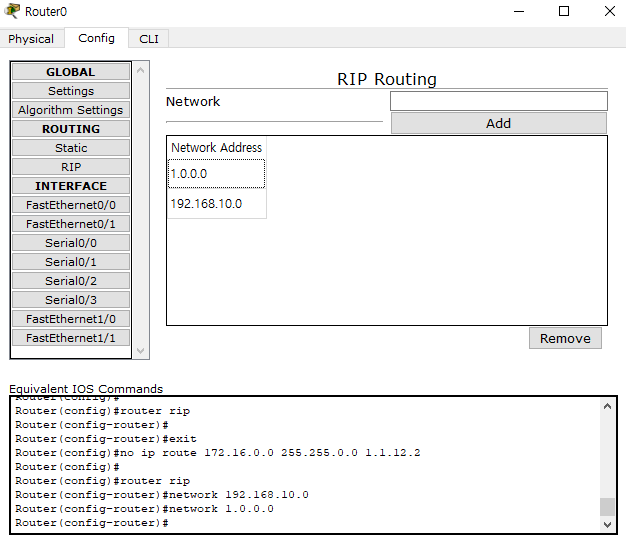 Router0
Physical
Config
CLI
GLOBAL
Settings
Algorithm Settings
ROUTING
Static
RIP
INTERFACE
FastEthernet0/0
FastEthernet0/1
Serial0/0
Serial0/1
Serial0/2
Serial0/3
FastEthernet1/0
FastEthernet1/1
RIP Routing
Network
Add
Network Address
1.0.0.0
192.168.10.0
Remove
Equivalent IOS Commands
Router(config)#
Router(config)#router rip
Router(config-router)#
Router(config-router)#exit
Router(config)#no ip route 172.16.0.0 255.255.0.0 1.1.12.2
Router(config)#
Router(config)#router rip
Router(config-router)#network 192.168.10.0
Router(config-router)#network 1.0.0.0
Router(config-router)#